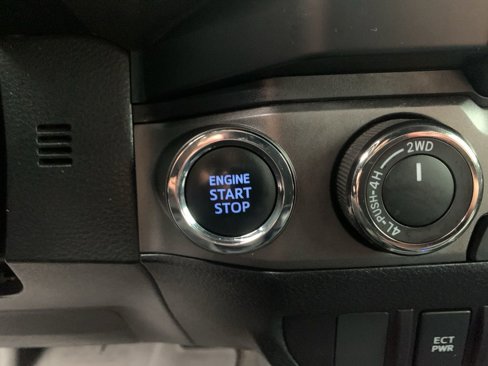 ENGINE
START
STOP
2WD
4L-PUSH-4H
ECT
PWR